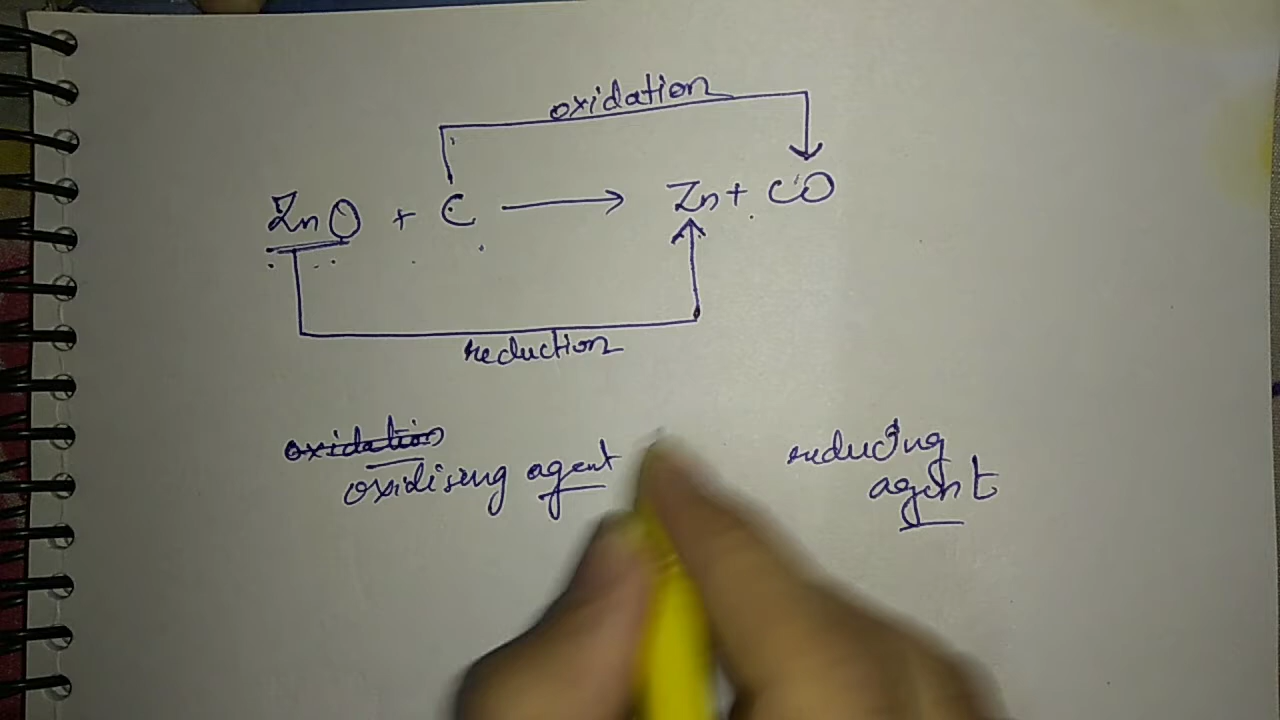 oxidation
ZnO + C ⟶ Zn + CO
reduction
oxidation
oxidising agent
reducing
agent